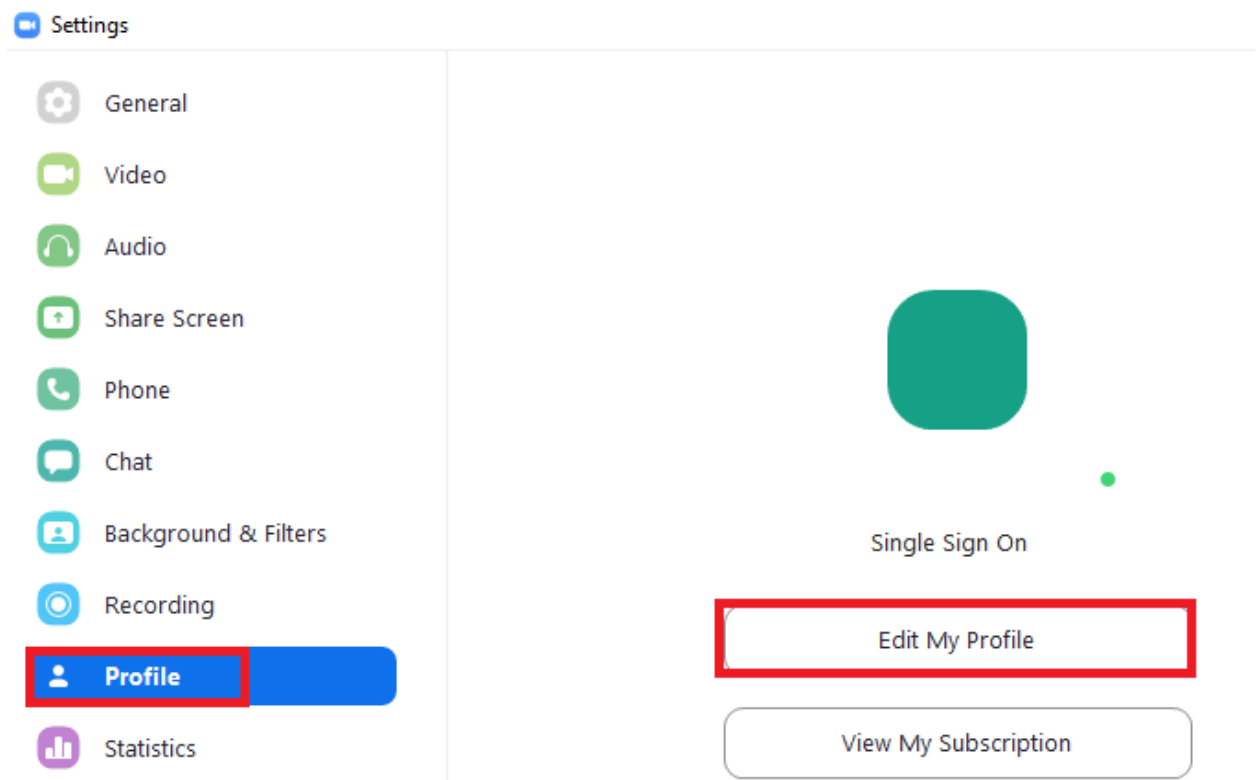 Settings
General
Video
Audio
Share Screen
Phone
Chat
Background & Filters
Recording
Profile
Statistics
Single Sign On
Edit My Profile
View My Subscription